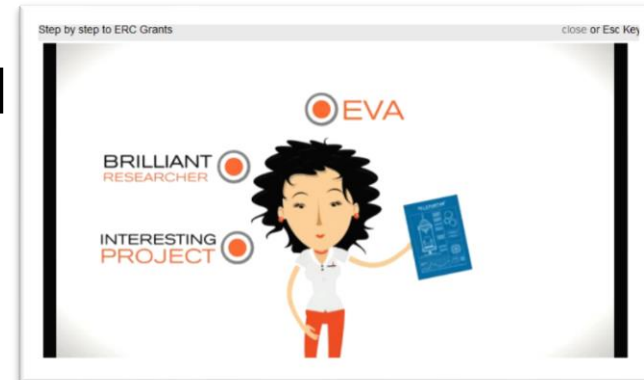 Step by step to ERC Grants
close or Esc Key
EVA
BRILLIANT
RESEARCHER
INTERESTING
PROJECT